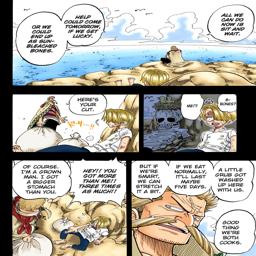 ALL WE
CAN DO
NOW IS
SIT AND
WAIT.
HELP
COULD COME
TOMORROW,
IF WE GET
LUCKY.
OR WE
COULD END
UP AS
SUN-
BLEACHED
BONES.
BONES?
HERE'S
YOUR
CUT.
A LITTLE
GRUB GOT
WASHED UP
HERE WITH
US.
GOOD
THING
WE'RE
BOTH
COOKS.
IF WE EAT
NORMALLY,
IT'LL LAST
MAYBE
FIVE DAYS.
BUT IF
WE'RE
SMART,
WE CAN
STRETCH IT
A BIT.
HEY!! YOU
GOT MORE
THAN ME!!
THREE TIMES
AS MUCH!!
OF COURSE.
I'M A GROWN
MAN. I GOT
A BIGGER
STOMACH
THAN YOU.